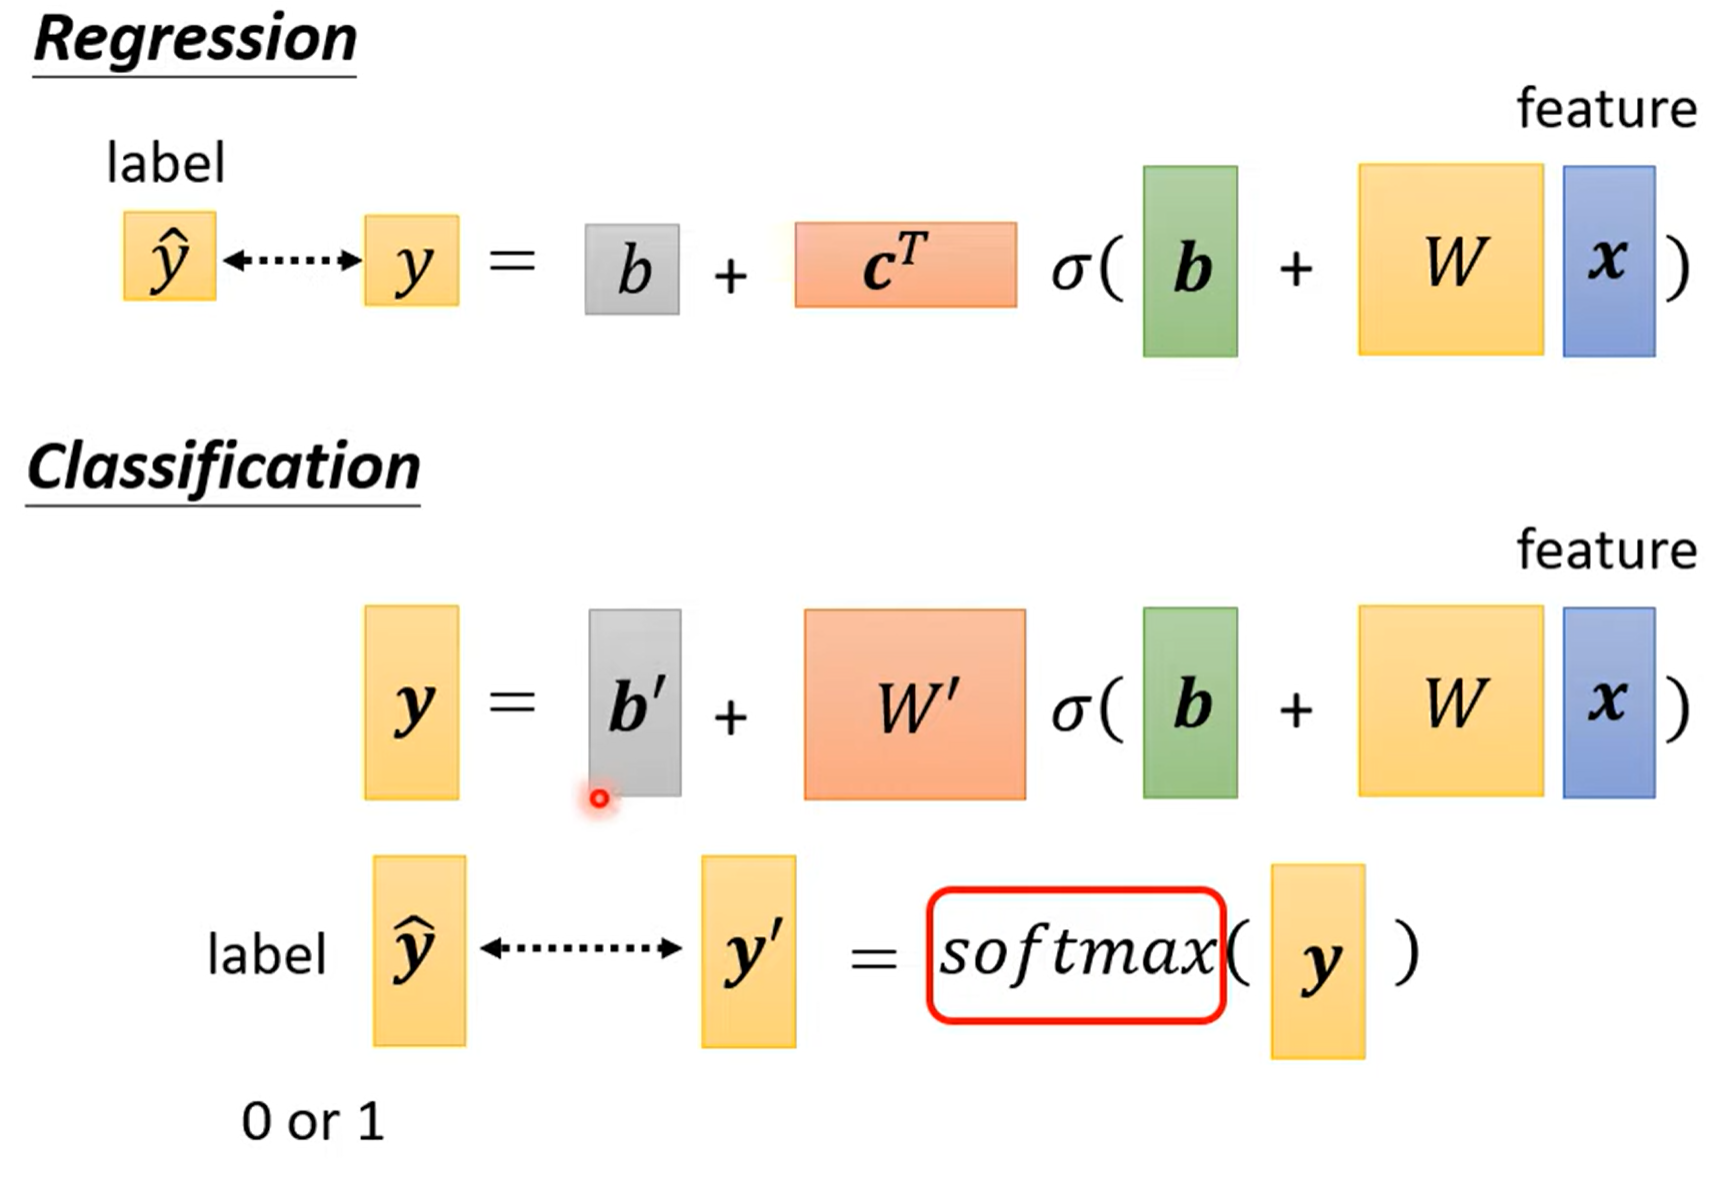 Regression
feature
label
ŷ y = b + cᵀ σ( b + W x )
Classification
feature
y = b′ + W′ σ( b + W x )
label ŷ y′ = softmax( y )
0 or 1